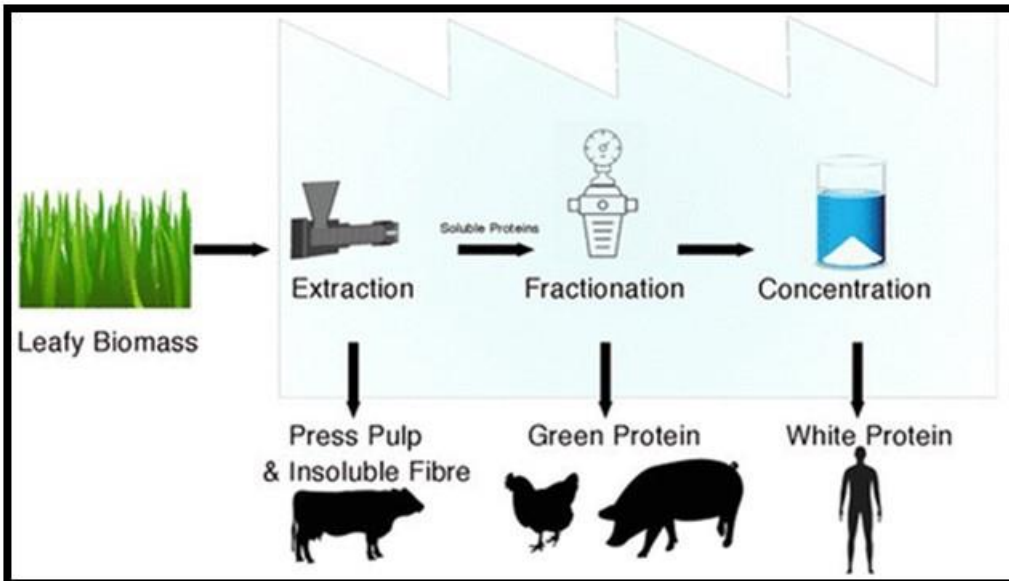 Soluble Proteins
Extraction
Fractionation
Concentration
Leafy Biomass
Press Pulp
& Insoluble Fibre
Green Protein
White Protein